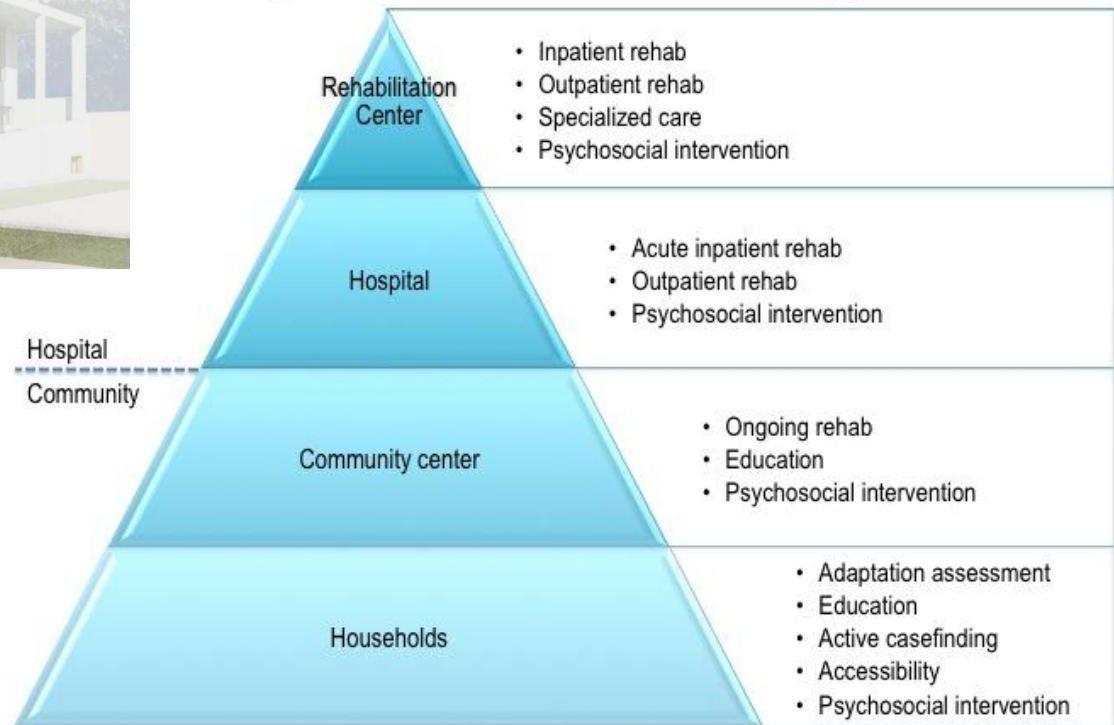 Rehabilitation
Center
• Inpatient rehab
• Outpatient rehab
• Specialized care
• Psychosocial intervention
Hospital
• Acute inpatient rehab
• Outpatient rehab
• Psychosocial intervention
Hospital
Community
Community center
• Ongoing rehab
• Education
• Psychosocial intervention
Households
• Adaptation assessment
• Education
• Active casefinding
• Accessibility
• Psychosocial intervention